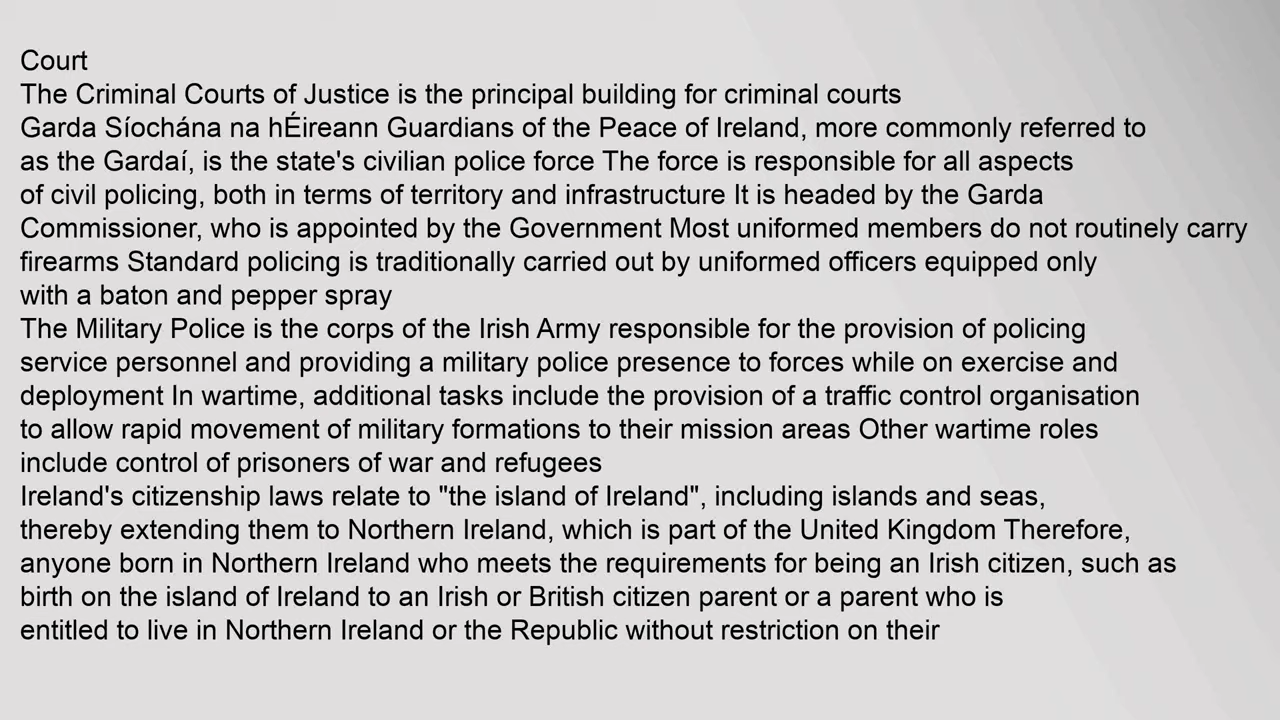 Court
The Criminal Courts of Justice is the principal building for criminal courts
Garda Síochána na hÉireann Guardians of the Peace of Ireland, more commonly referred to
as the Gardaí, is the state's civilian police force The force is responsible for all aspects
of civil policing, both in terms of territory and infrastructure It is headed by the Garda
Commissioner, who is appointed by the Government Most uniformed members do not routinely carry
firearms Standard policing is traditionally carried out by uniformed officers equipped only
with a baton and pepper spray
The Military Police is the corps of the Irish Army responsible for the provision of policing
service personnel and providing a military police presence to forces while on exercise and
deployment In wartime, additional tasks include the provision of a traffic control organisation
to allow rapid movement of military formations to their mission areas Other wartime roles
include control of prisoners of war and refugees
Ireland's citizenship laws relate to "the island of Ireland", including islands and seas,
thereby extending them to Northern Ireland, which is part of the United Kingdom Therefore,
anyone born in Northern Ireland who meets the requirements for being an Irish citizen, such as
birth on the island of Ireland to an Irish or British citizen parent or a parent who is
entitled to live in Northern Ireland or the Republic without restriction on their